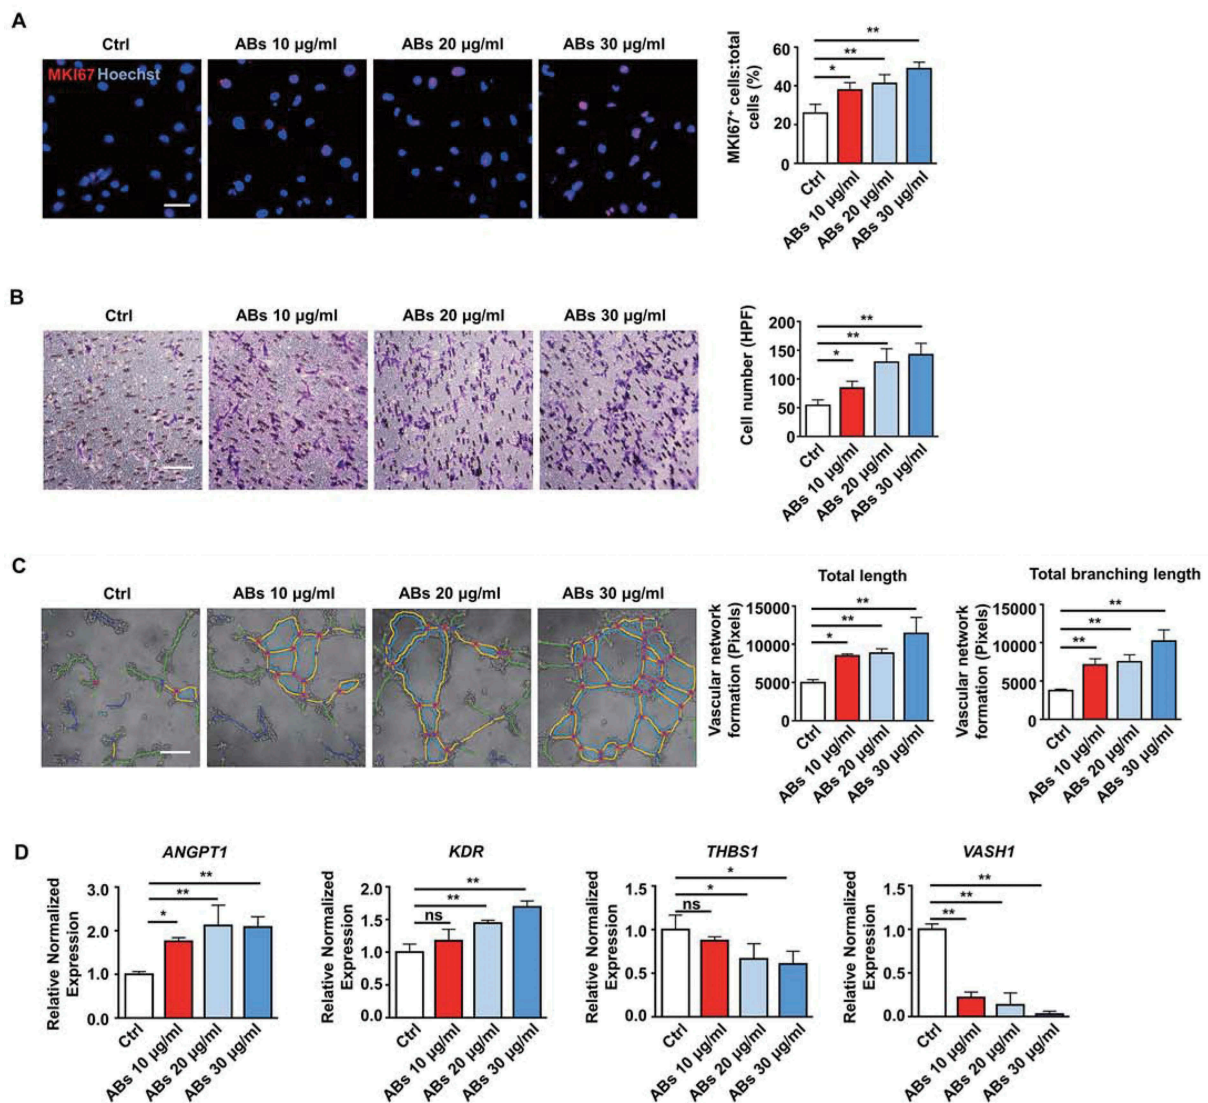 A
Ctrl
ABs 10 µg/ml
ABs 20 µg/ml
ABs 30 µg/ml
MKI67 Hoechst
MKI67⁺ cells:total
cells (%)
60
40
20
0
*
**
**
Ctrl
ABs 10 µg/ml
ABs 20 µg/ml
ABs 30 µg/ml
B
Ctrl
ABs 10 µg/ml
ABs 20 µg/ml
ABs 30 µg/ml
Cell number (HPF)
200
150
100
50
0
*
**
**
Ctrl
ABs 10 µg/ml
ABs 20 µg/ml
ABs 30 µg/ml
C
Ctrl
ABs 10 µg/ml
ABs 20 µg/ml
ABs 30 µg/ml
Total length
Vascular network
formation (Pixels)
15000
10000
5000
0
*
**
**
Ctrl
ABs 10 µg/ml
ABs 20 µg/ml
ABs 30 µg/ml
Total branching length
Vascular network
formation (Pixels)
15000
10000
5000
0
**
**
**
Ctrl
ABs 10 µg/ml
ABs 20 µg/ml
ABs 30 µg/ml
D
ANGPT1
Relative Normalized
Expression
3.0
2.0
1.0
0.0
*
**
**
Ctrl
ABs 10 µg/ml
ABs 20 µg/ml
ABs 30 µg/ml
KDR
Relative Normalized
Expression
2.0
1.5
1.0
0.5
0.0
ns
**
**
Ctrl
ABs 10 µg/ml
ABs 20 µg/ml
ABs 30 µg/ml
THBS1
Relative Normalized
Expression
1.5
1.0
0.5
0.0
ns
*
*
Ctrl
ABs 10 µg/ml
ABs 20 µg/ml
ABs 30 µg/ml
VASH1
Relative Normalized
Expression
1.5
1.0
0.5
0.0
**
**
**
Ctrl
ABs 10 µg/ml
ABs 20 µg/ml
ABs 30 µg/ml